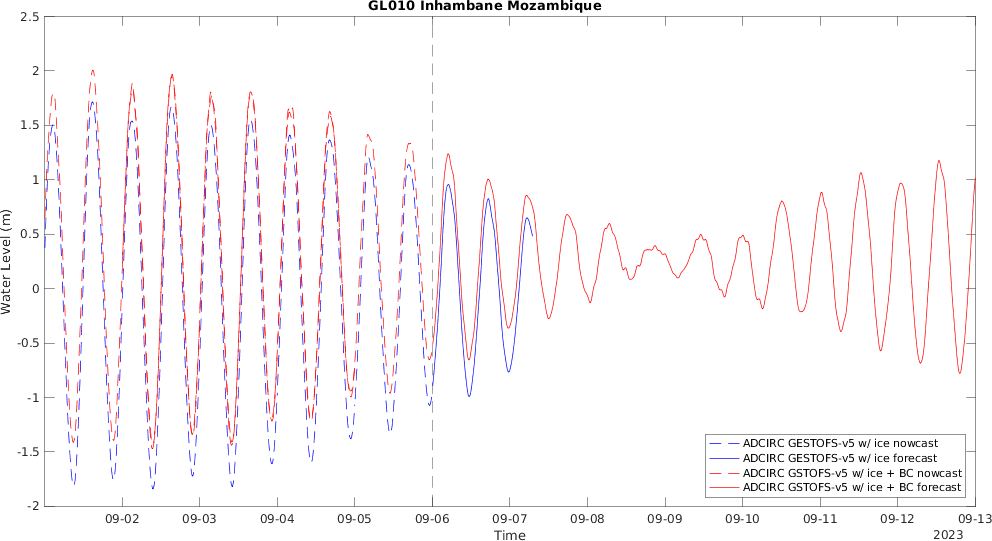 GL010 Inhambane Mozambique
2.5
2
1.5
1
0.5
0
-0.5
-1
-1.5
-2
Water Level (m)
ADCIRC GESTOFS-v5 w/ ice nowcast
ADCIRC GESTOFS-v5 w/ ice forecast
ADCIRC GSTOFS-v5 w/ ice + BC nowcast
ADCIRC GSTOFS-v5 w/ ice + BC forecast
09-02 09-03 09-04 09-05 09-06 09-07 09-08 09-09 09-10 09-11 09-12 09-13
Time
2023